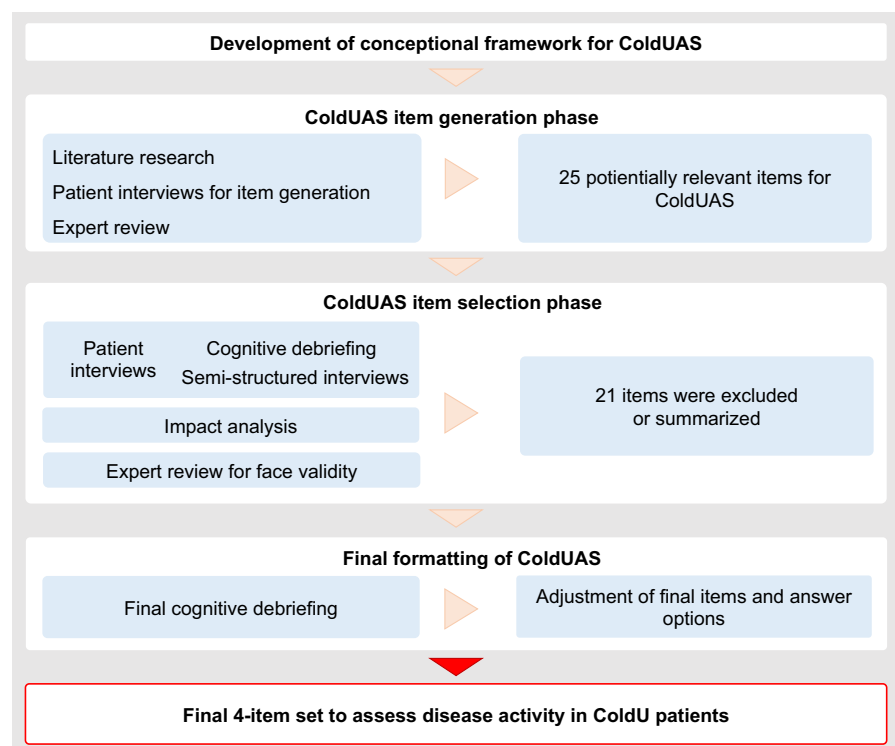 Development of conceptional framework for ColdUAS
ColdUAS item generation phase
Literature research
Patient interviews for item generation
Expert review
25 potientially relevant items for
ColdUAS
ColdUAS item selection phase
Patient
interviews
Cognitive debriefing
Semi-structured interviews
Impact analysis
Expert review for face validity
21 items were excluded
or summarized
Final formatting of ColdUAS
Final cognitive debriefing
Adjustment of final items and answer
options
Final 4-item set to assess disease activity in ColdU patients